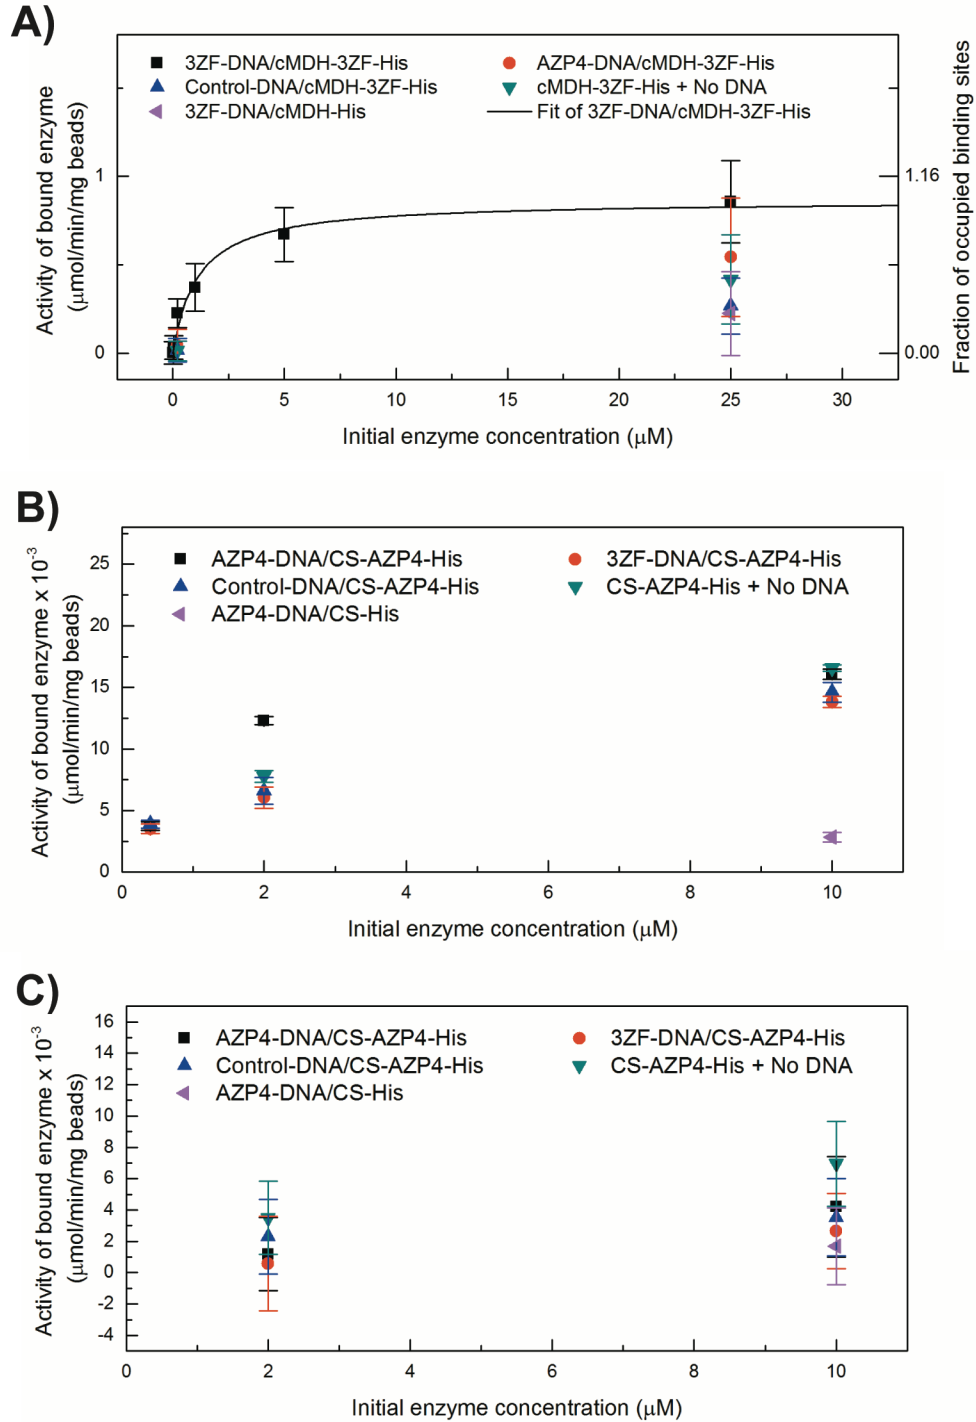 A)
3ZF-DNA/cMDH-3ZF-His
AZP4-DNA/cMDH-3ZF-His
Control-DNA/cMDH-3ZF-His
cMDH-3ZF-His + No DNA
3ZF-DNA/cMDH-His
Fit of 3ZF-DNA/cMDH-3ZF-His
Activity of bound enzyme
(μmol/min/mg beads)
1
0
1.16
0.00
Fraction of occupied binding sites
0 5 10 15 20 25 30
Initial enzyme concentration (μM)
B)
AZP4-DNA/CS-AZP4-His
3ZF-DNA/CS-AZP4-His
Control-DNA/CS-AZP4-His
CS-AZP4-His + No DNA
AZP4-DNA/CS-His
Activity of bound enzyme x 10⁻³
(μmol/min/mg beads)
25
20
15
10
5
0
0 2 4 6 8 10
Initial enzyme concentration (μM)
C)
AZP4-DNA/CS-AZP4-His
3ZF-DNA/CS-AZP4-His
Control-DNA/CS-AZP4-His
CS-AZP4-His + No DNA
AZP4-DNA/CS-His
Activity of bound enzyme x 10⁻³
(μmol/min/mg beads)
16
14
12
10
8
6
4
2
0
-2
-4
0 2 4 6 8 10
Initial enzyme concentration (μM)